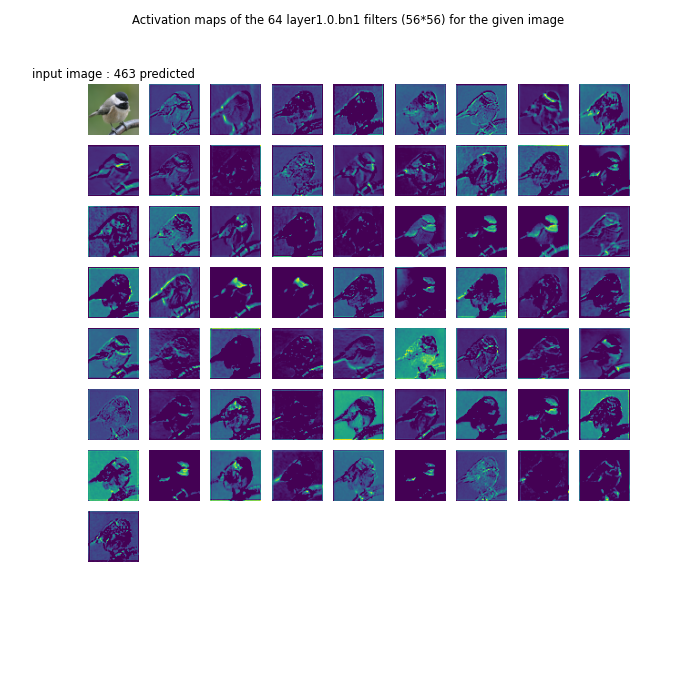 Activation maps of the 64 layer1.0.bn1 filters (56*56) for the given image
input image : 463 predicted